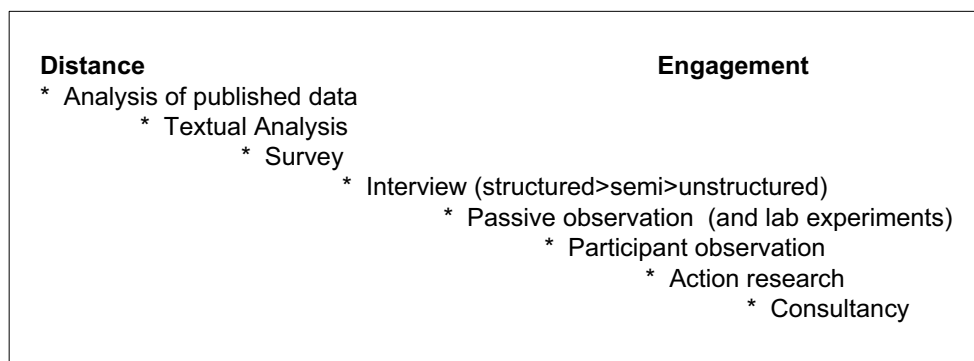 Distance Engagement
* Analysis of published data
* Textual Analysis
* Survey
* Interview (structured>semi>unstructured)
* Passive observation (and lab experiments)
* Participant observation
* Action research
* Consultancy